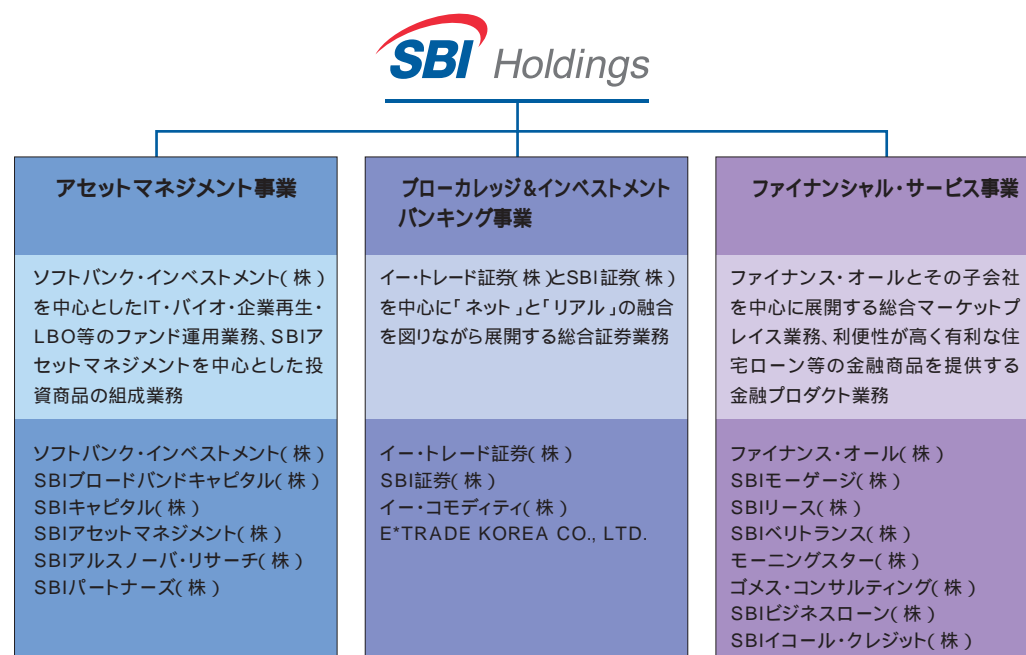 SBI Holdings
アセットマネジメント事業
ソフトバンク・インベストメント(株)
を中心としたIT・バイオ・企業再生・
LBO等のファンド運用業務、SBIア
セットマネジメントを中心とした投
資商品の組成業務
ソフトバンク・インベストメント(株)
SBIブロードバンドキャピタル(株)
SBIキャピタル(株)
SBIアセットマネジメント(株)
SBIアルスノーバ・リサーチ(株)
SBIパートナーズ(株)
ブローカレッジ&インベストメント
バンキング事業
イー・トレード証券(株)とSBI証券(株)
を中心に「ネット」と「リアル」の融合
を図りながら展開する総合証券業務
イー・トレード証券(株)
SBI証券(株)
イー・コモディティ(株)
E*TRADE KOREA CO., LTD.
ファイナンシャル・サービス事業
ファイナンス・オールとその子会社
を中心に展開する総合マーケットプ
レイス業務、利便性が高く有利な住
宅ローン等の金融商品を提供する
金融プロダクト業務
ファイナンス・オール(株)
SBIモーゲージ(株)
SBIリース(株)
SBIベリトランス(株)
モーニングスター(株)
ゴメス・コンサルティング(株)
SBIビジネスローン(株)
SBIイコール・クレジット(株)